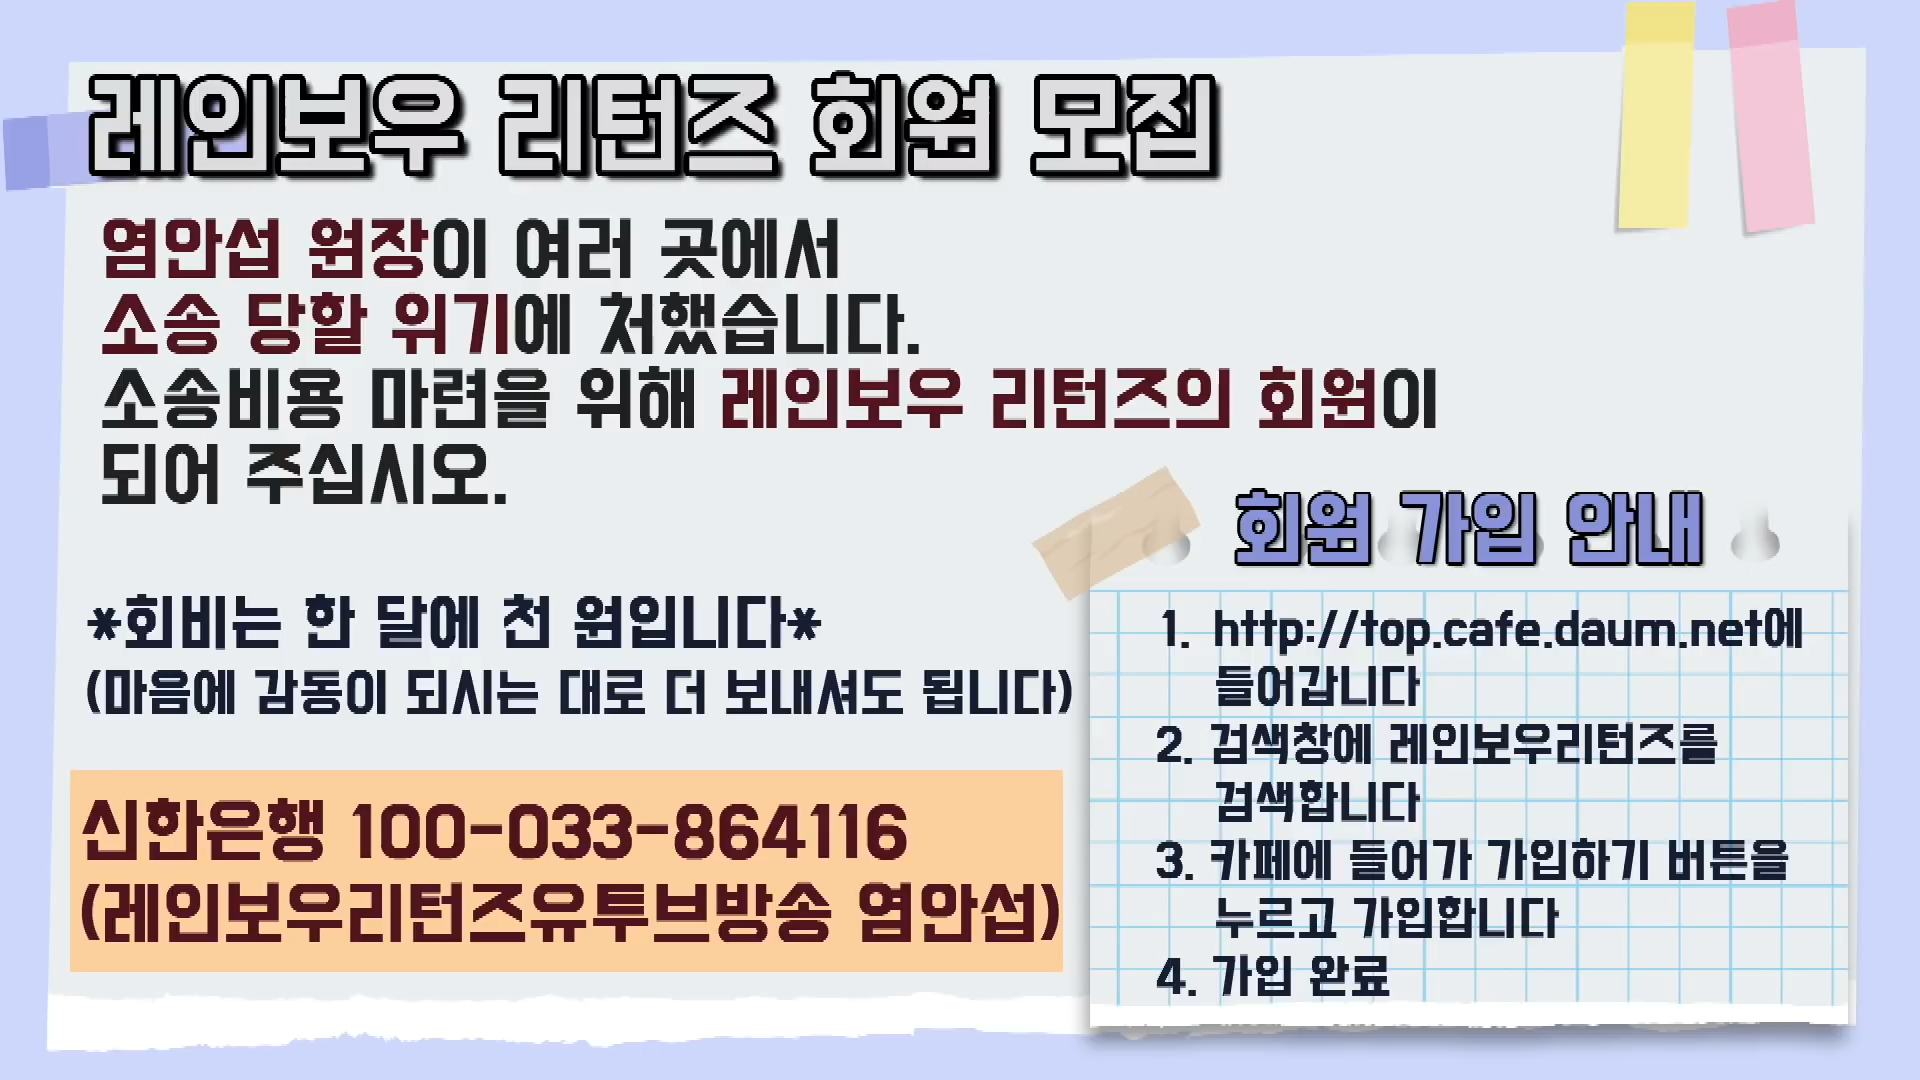 레인보우 리턴즈 회원 모집
염안섭 원장이 여러 곳에서
소송 당할 위기에 처했습니다.
소송비용 마련을 위해 레인보우 리턴즈의 회원이
되어 주십시오.
*회비는 한 달에 천 원입니다*
(마음에 감동이 되시는 대로 더 보내셔도 됩니다)
신한은행 100-033-864116
(레인보우리턴즈유투브방송 염안섭)
회원 가입 안내
1. http://top.cafe.daum.net에
들어갑니다
2. 검색창에 레인보우리턴즈를
검색합니다
3. 카페에 들어가 가입하기 버튼을
누르고 가입합니다
4. 가입 완료